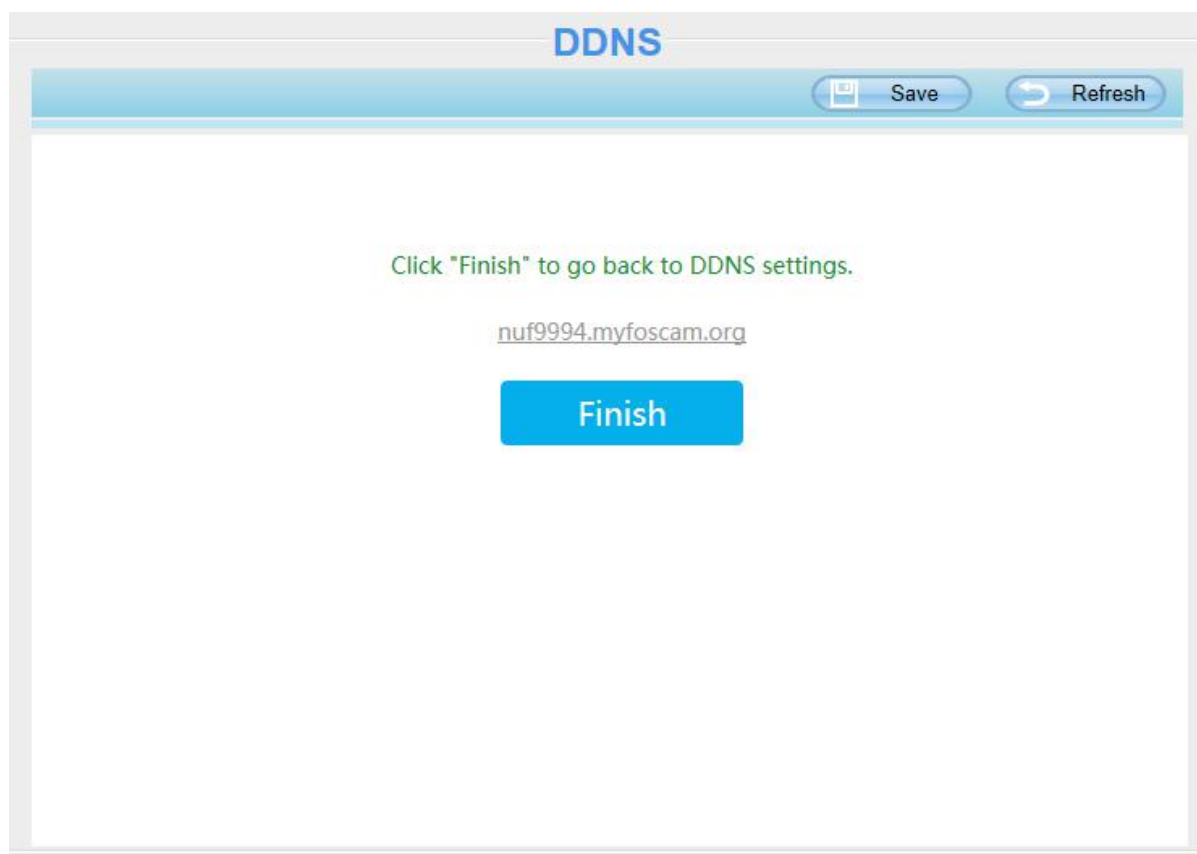 DDNS
Save Refresh
Click "Finish" to go back to DDNS settings.
nuf9994.myfoscam.org
Finish